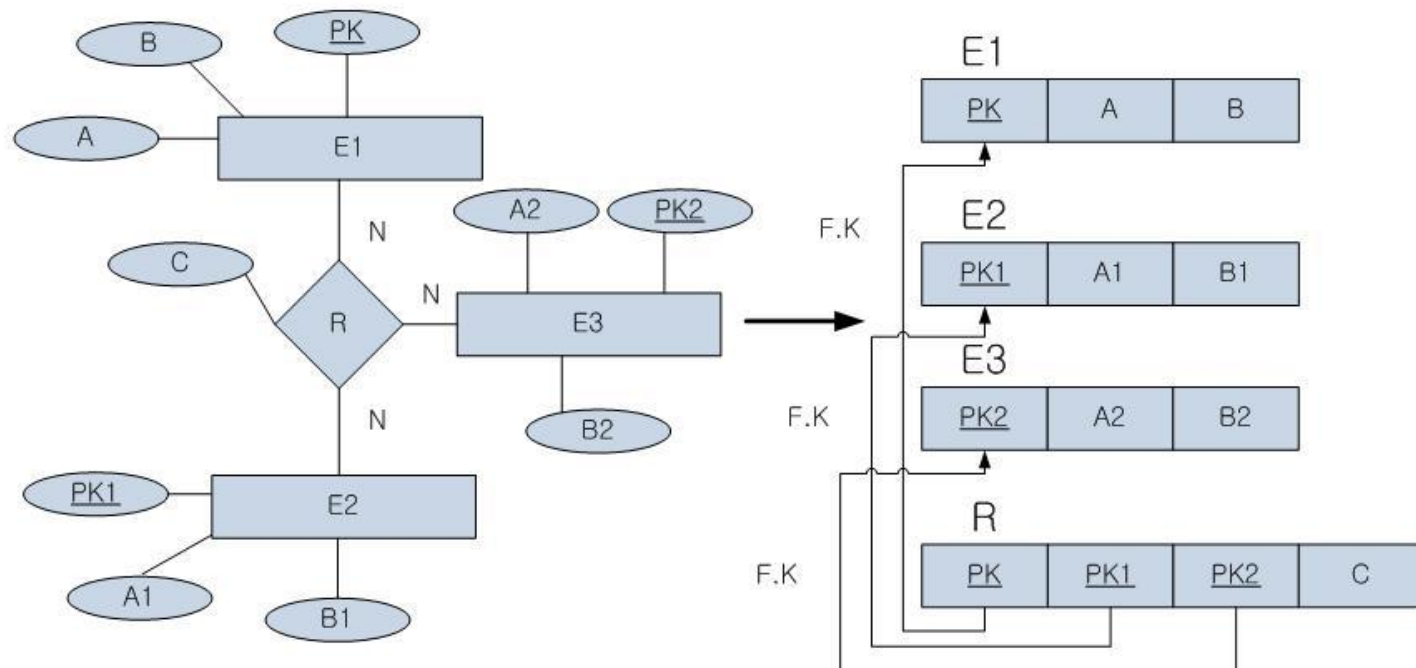 B
PK
A
E1
N
A2
PK2
C
N
R
E3
N
B2
PK1
E2
A1
B1
E1
PK A B
F.K
E2
PK1 A1 B1
E3
F.K
PK2 A2 B2
R
F.K
PK PK1 PK2 C